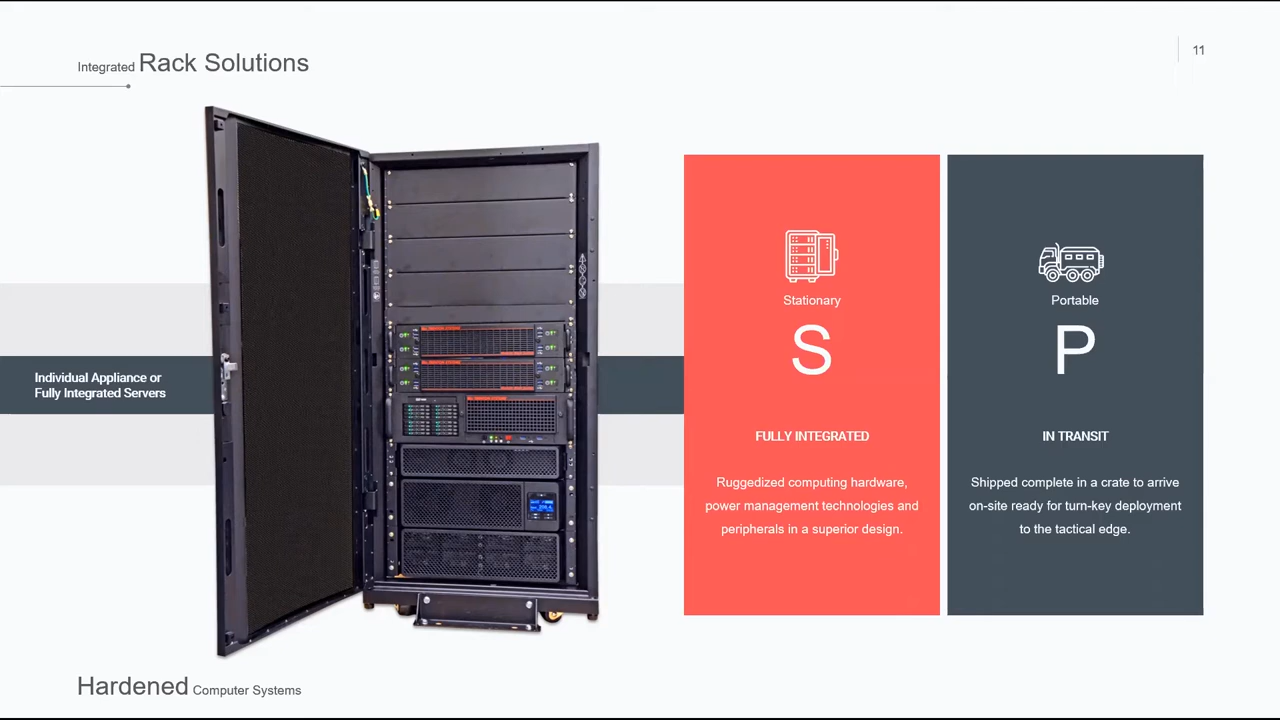 Integrated Rack Solutions
11
Individual Appliance or
Fully Integrated Servers
Stationary
S
FULLY INTEGRATED
Ruggedized computing hardware,
power management technologies and
peripherals in a superior design.
Portable
P
IN TRANSIT
Shipped complete in a crate to arrive
on-site ready for turn-key deployment
to the tactical edge.
Hardened Computer Systems